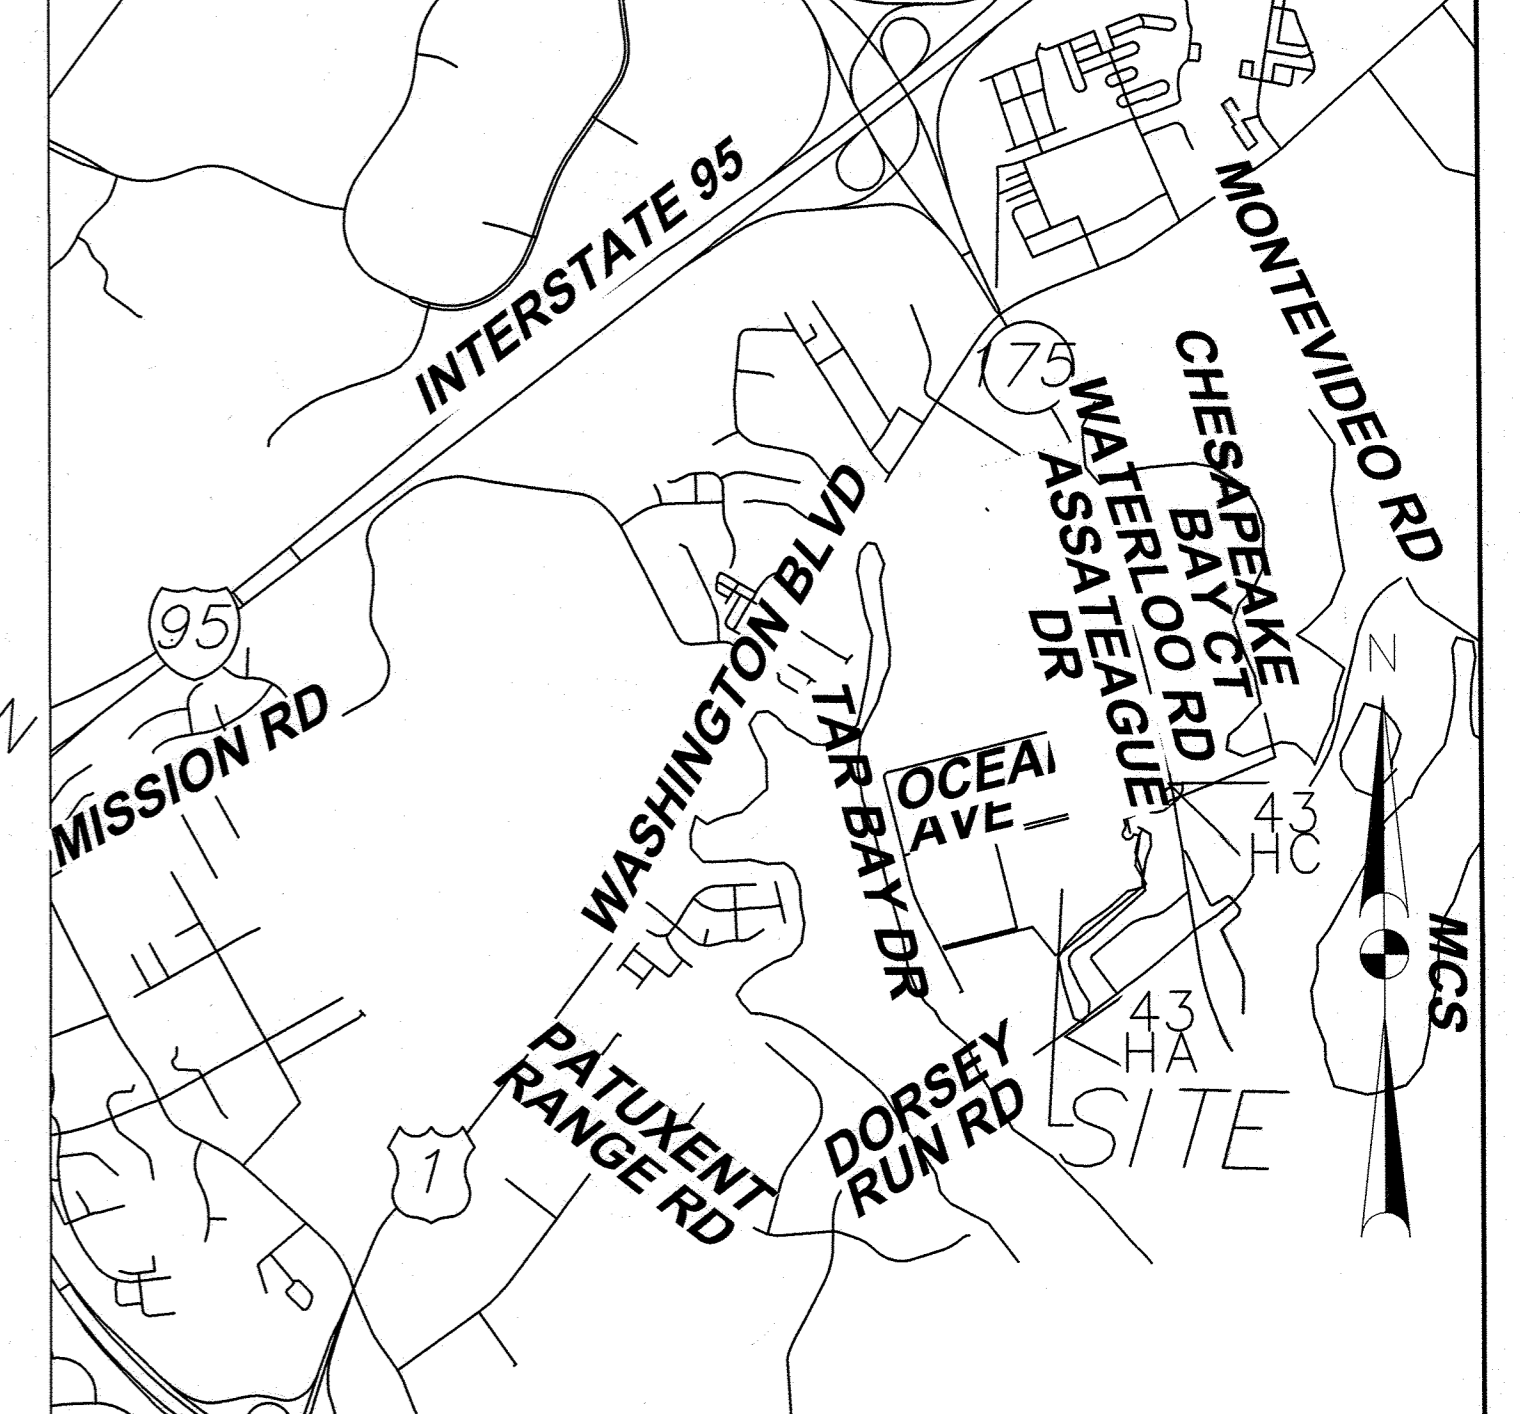 INTERSTATE 95
MONTEVIDEO RD
175
CHESAPEAKE
BAY CT
WATERLOO RD
ASSATEAGUE
DR
WASHINGTON BLVD
95
MISSION RD
N
TAR BAY DR
OCEAN
AVE
43
HC
MCS
43
HA
SITE
PATUXENT
RANGE RD
DORSEY
RUN RD
1